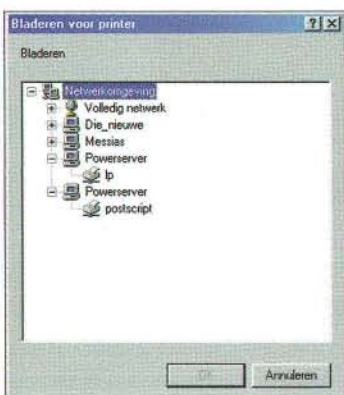 Bladeren voor printer
Bladeren
Netwerkomgeving
Volledig netwerk
Die_nieuwe
Messias
Powerserver
lp
Powerserver
postscript
OK Annuleren